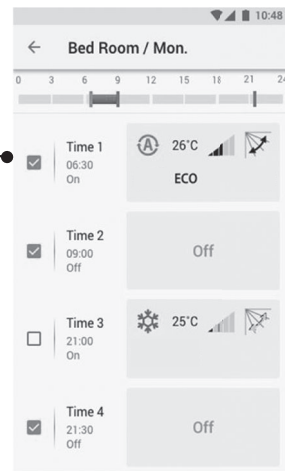 10:48
Bed Room / Mon.
0 3 6 9 12 15 18 21 24
Time 1
06:30
On
A 26°C
ECO
Time 2
09:00
Off
Off
Time 3
21:00
On
25°C
Time 4
21:30
Off
Off